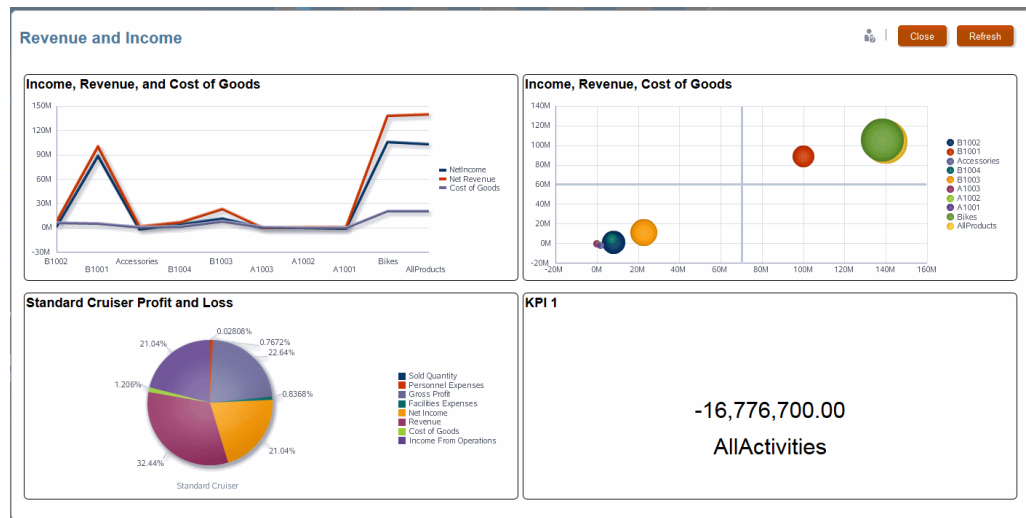 Revenue and Income
Close
Refresh
Income, Revenue, and Cost of Goods
150M
120M
90M
60M
30M
0M
-30M
B1002
B1001
Accessories
B1004
B1003
A1003
A1002
A1001
Bikes
AllProducts
NetIncome
Net Revenue
Cost of Goods
Income, Revenue, Cost of Goods
140M
120M
100M
80M
60M
40M
20M
0M
-20M
-20M
0M
20M
40M
60M
80M
100M
120M
140M
160M
B1002
B1001
Accessories
B1004
B1003
A1003
A1002
A1001
Bikes
AllProducts
Standard Cruiser Profit and Loss
0.02808%
0.7672%
22.64%
0.8368%
21.04%
32.44%
1.206%
21.04%
Standard Cruiser
Sold Quantity
Personnel Expenses
Gross Profit
Facilities Expenses
Net Income
Revenue
Cost of Goods
Income From Operations
KPI 1
-16,776,700.00
AllActivities